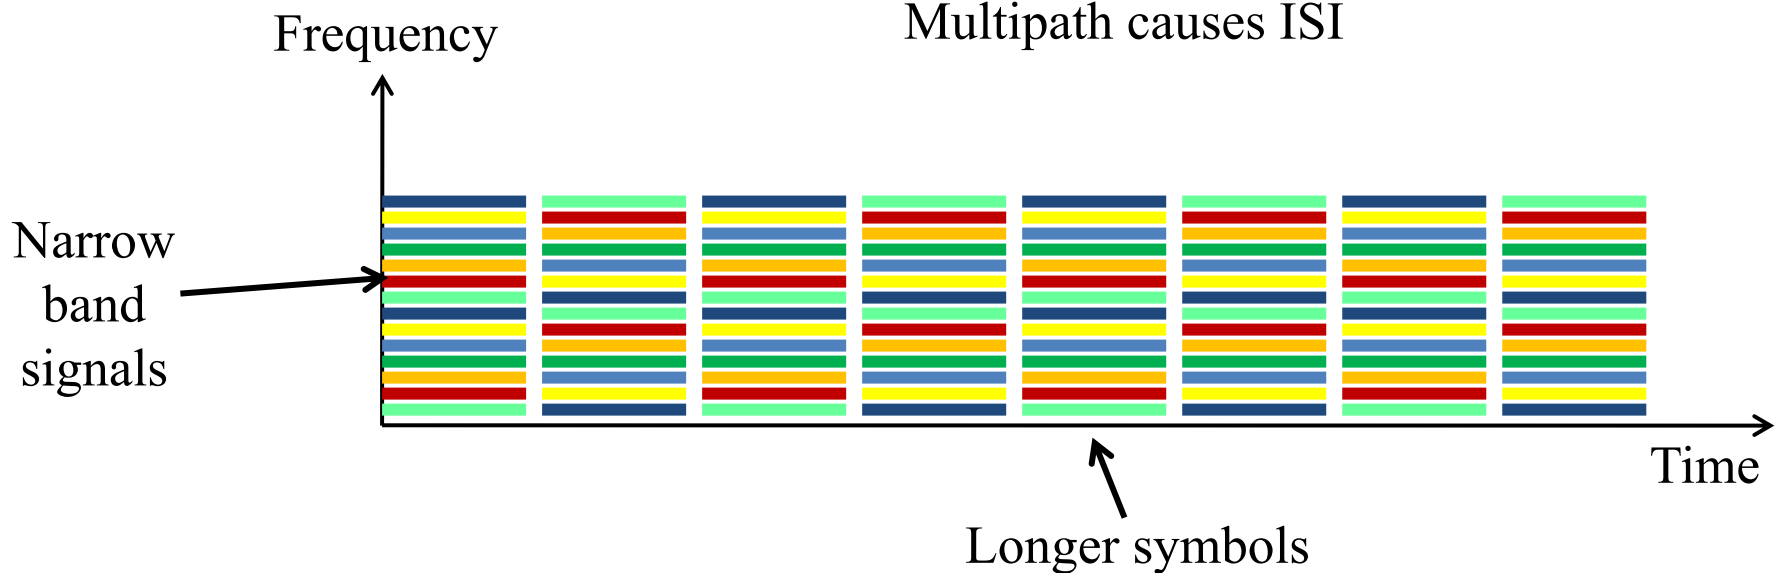 Multipath causes ISI
Frequency
Narrow
band
signals
Time
Longer symbols